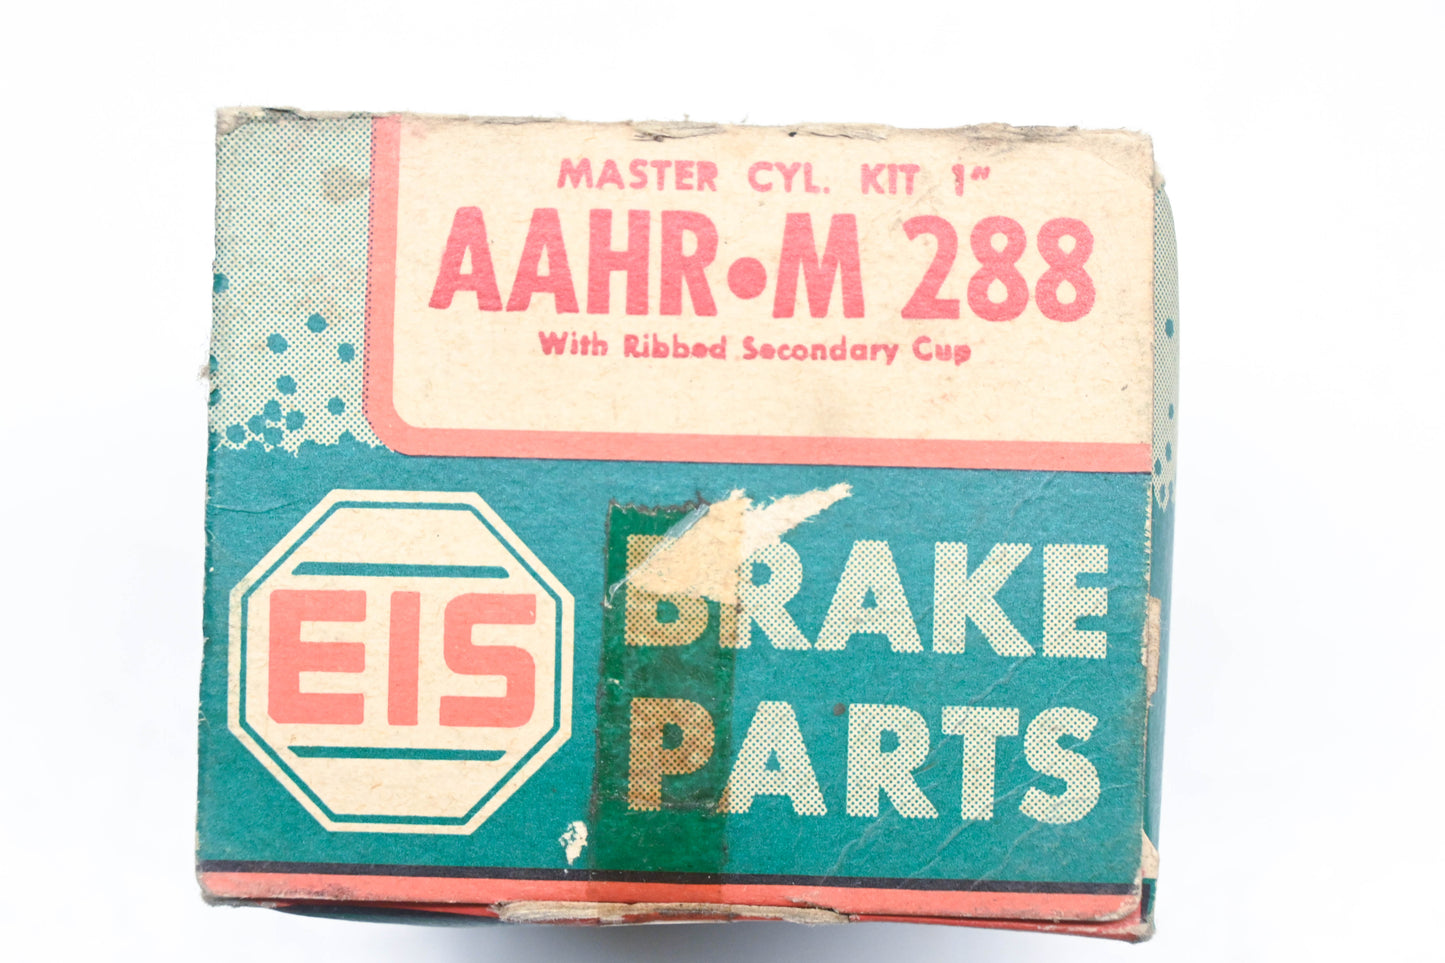 MASTER CYL. KIT 1"
AAHR•M 288
With Ribbed Secondary Cup
EIS
BRAKE
PARTS